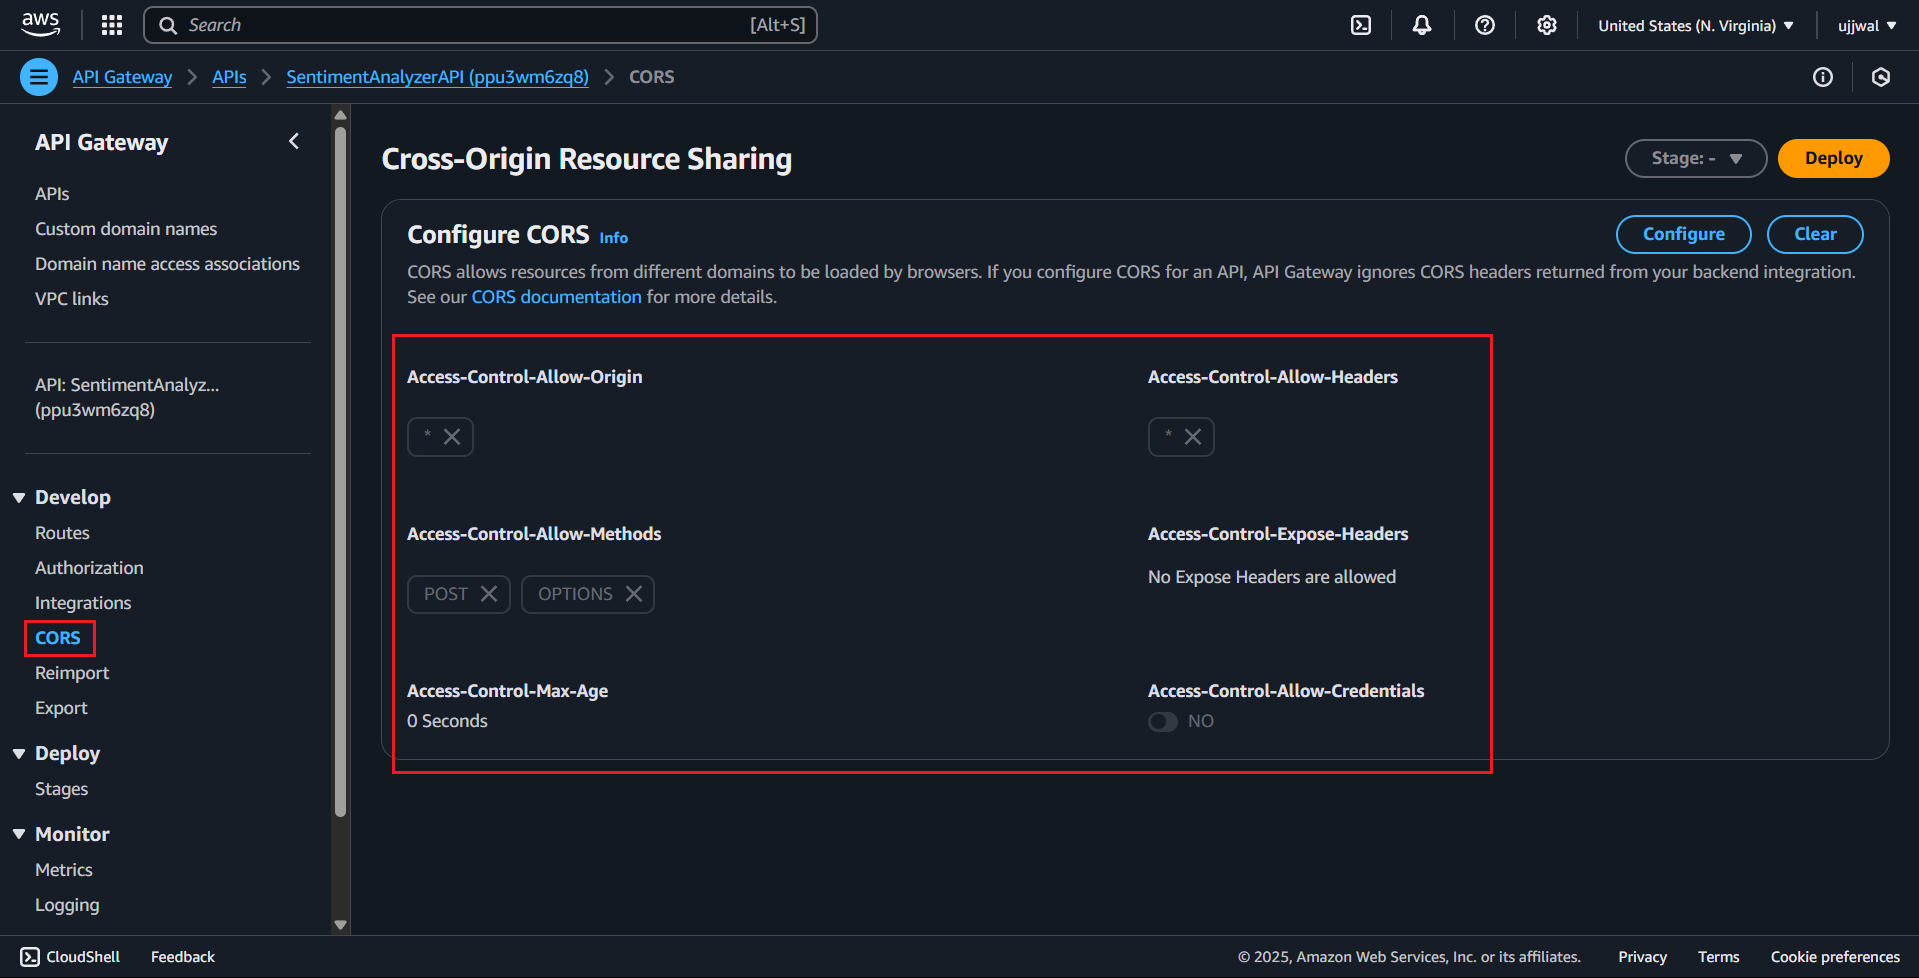 aws
Search [Alt+S]
United States (N. Virginia)
ujjwal
API Gateway
APIs
SentimentAnalyzerAPI (ppu3wm6zq8)
CORS
API Gateway
APIs
Custom domain names
Domain name access associations
VPC links
API: SentimentAnalyz...
(ppu3wm6zq8)
Develop
Routes
Authorization
Integrations
CORS
Reimport
Export
Deploy
Stages
Monitor
Metrics
Logging
Cross-Origin Resource Sharing
Stage: -
Deploy
Configure CORS Info
Configure
Clear
CORS allows resources from different domains to be loaded by browsers. If you configure CORS for an API, API Gateway ignores CORS headers returned from your backend integration.
See our CORS documentation for more details.
Access-Control-Allow-Origin
*
Access-Control-Allow-Headers
*
Access-Control-Allow-Methods
POST
OPTIONS
Access-Control-Expose-Headers
No Expose Headers are allowed
Access-Control-Max-Age
0 Seconds
Access-Control-Allow-Credentials
NO
CloudShell
Feedback
© 2025, Amazon Web Services, Inc. or its affiliates.
Privacy
Terms
Cookie preferences